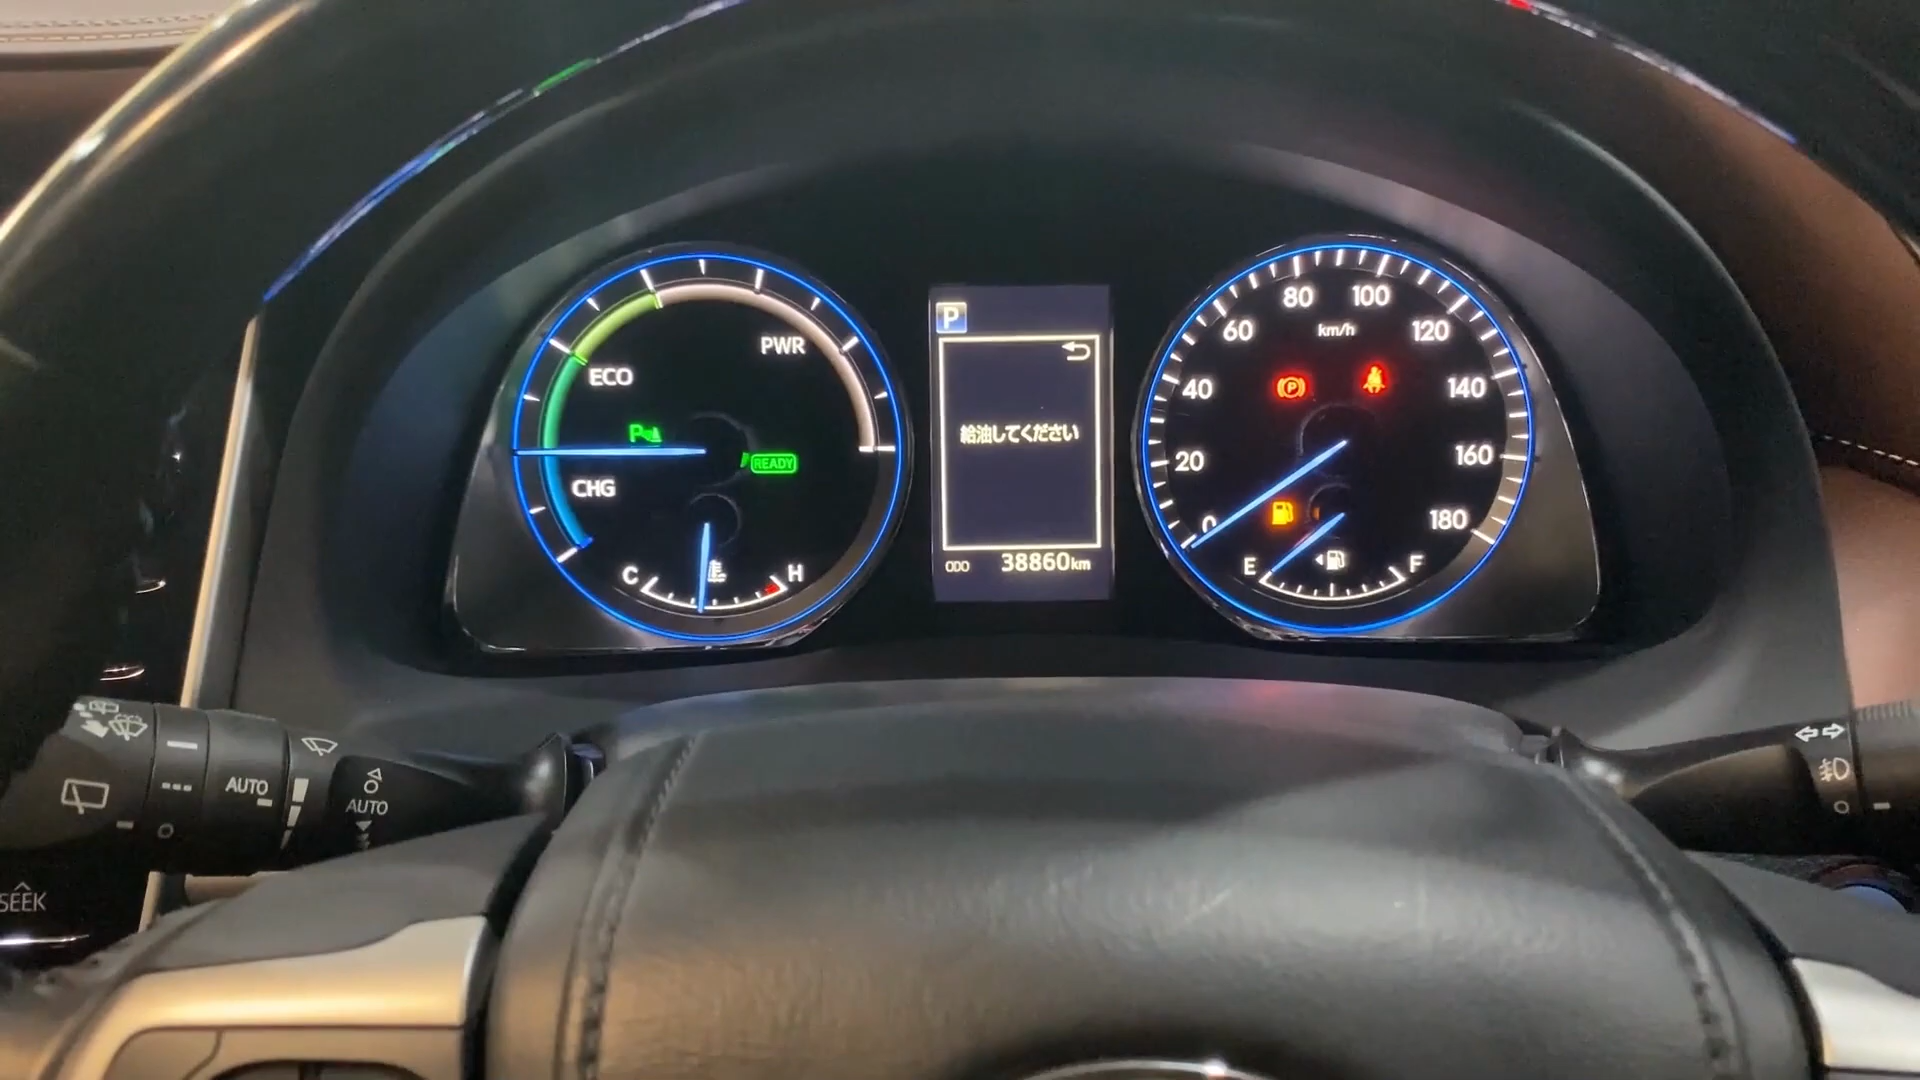 PWR
ECO
P
READY
CHG
C
H
P
給油してください
ODO 38860km
80 100
60 km/h 120
40 P 140
20 160
0 180
E F
AUTO
AUTO
SEEK